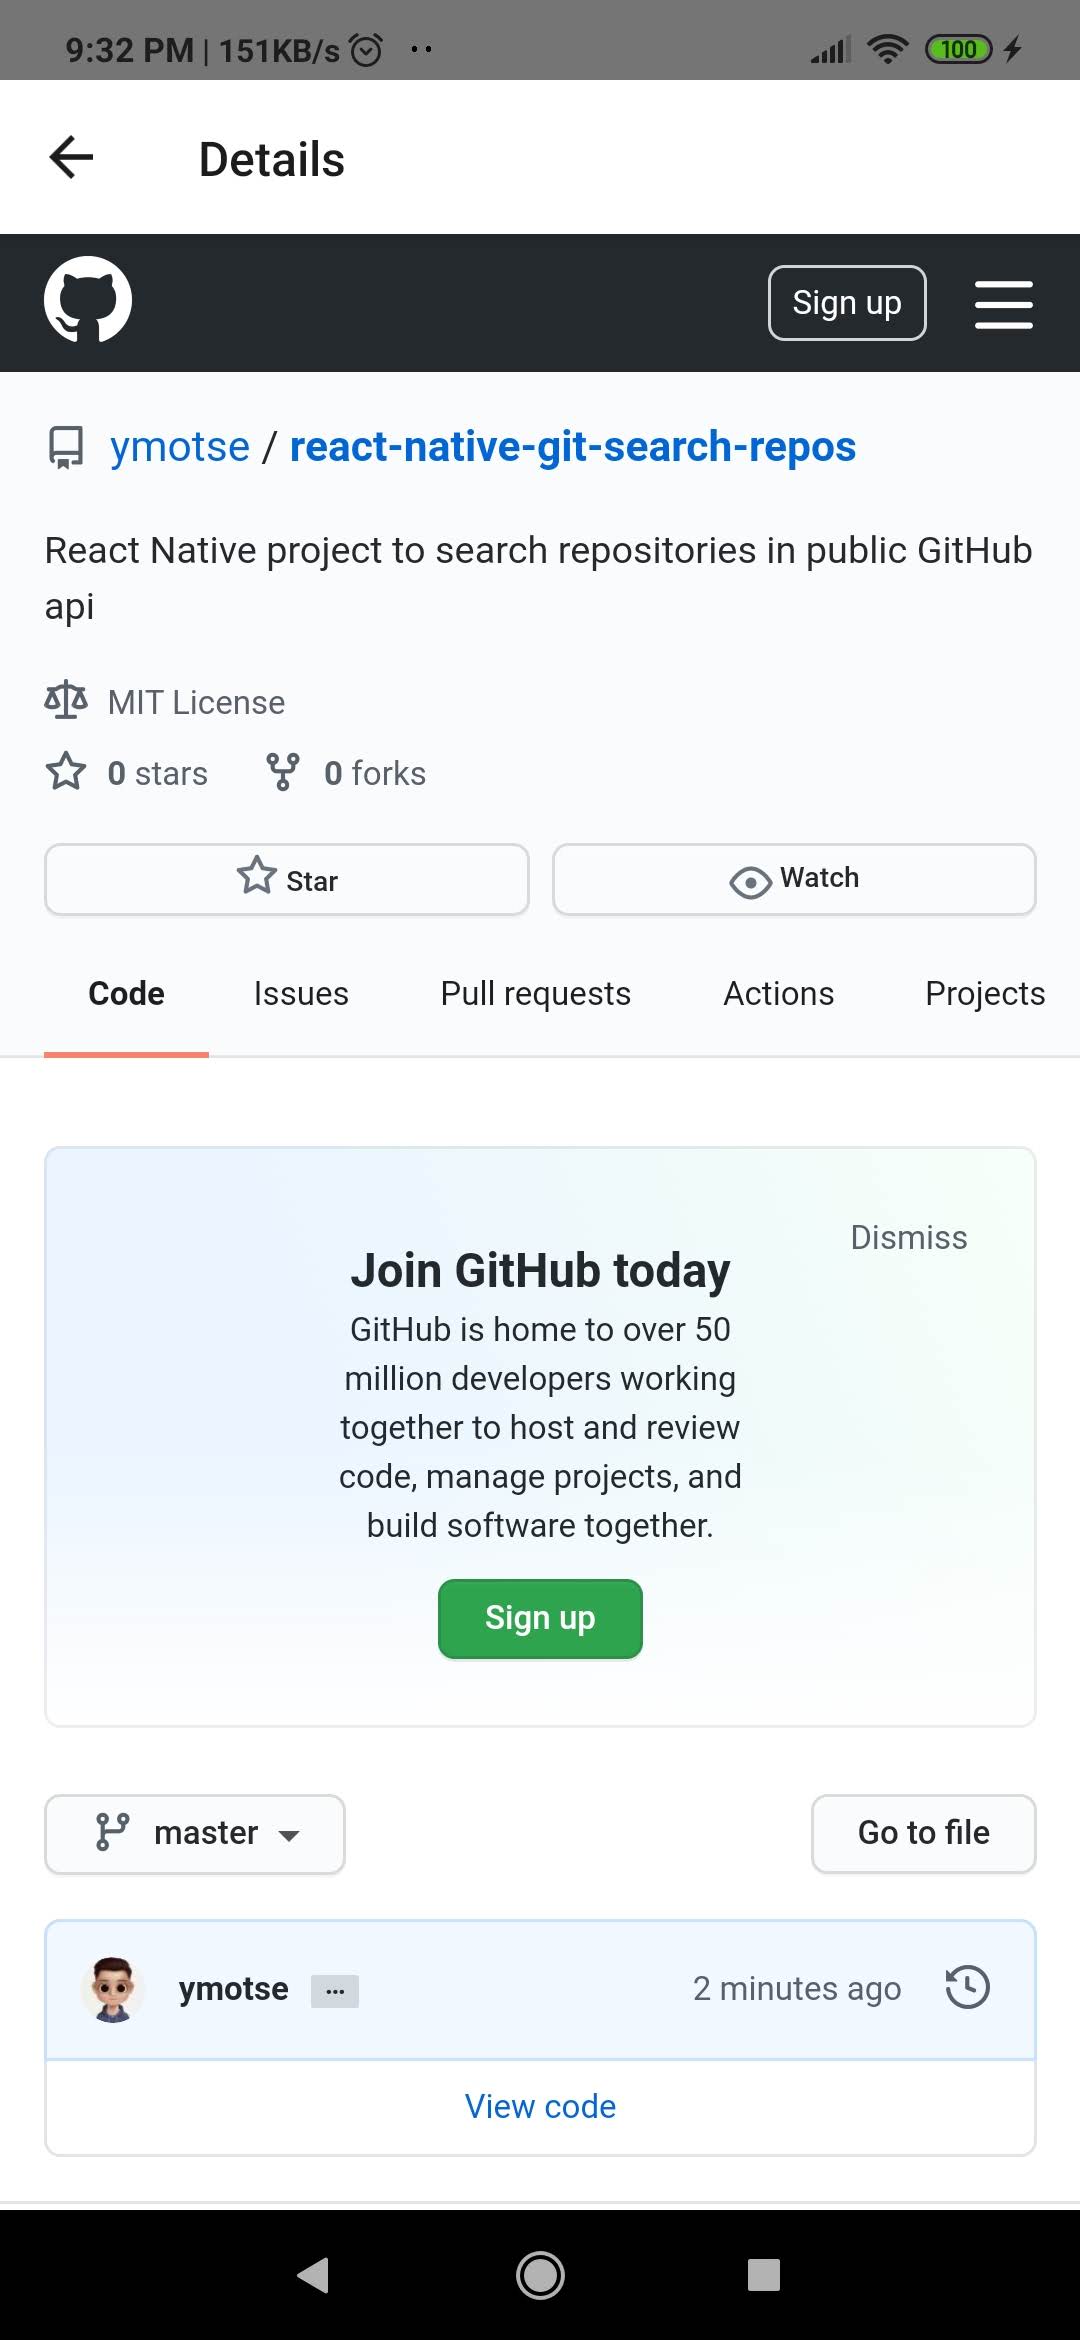 9:32 PM | 151KB/s
100
Details
Sign up
ymotse / react-native-git-search-repos
React Native project to search repositories in public GitHub
api
MIT License
0 stars 0 forks
Star Watch
Code Issues Pull requests Actions Projects
Dismiss
Join GitHub today
GitHub is home to over 50
million developers working
together to host and review
code, manage projects, and
build software together.
Sign up
master Go to file
ymotse ... 2 minutes ago
View code